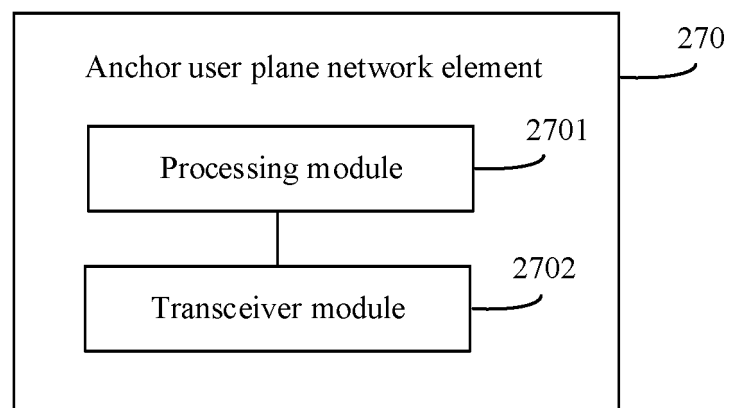 270
Anchor user plane network element
2701
Processing module
2702
Transceiver module